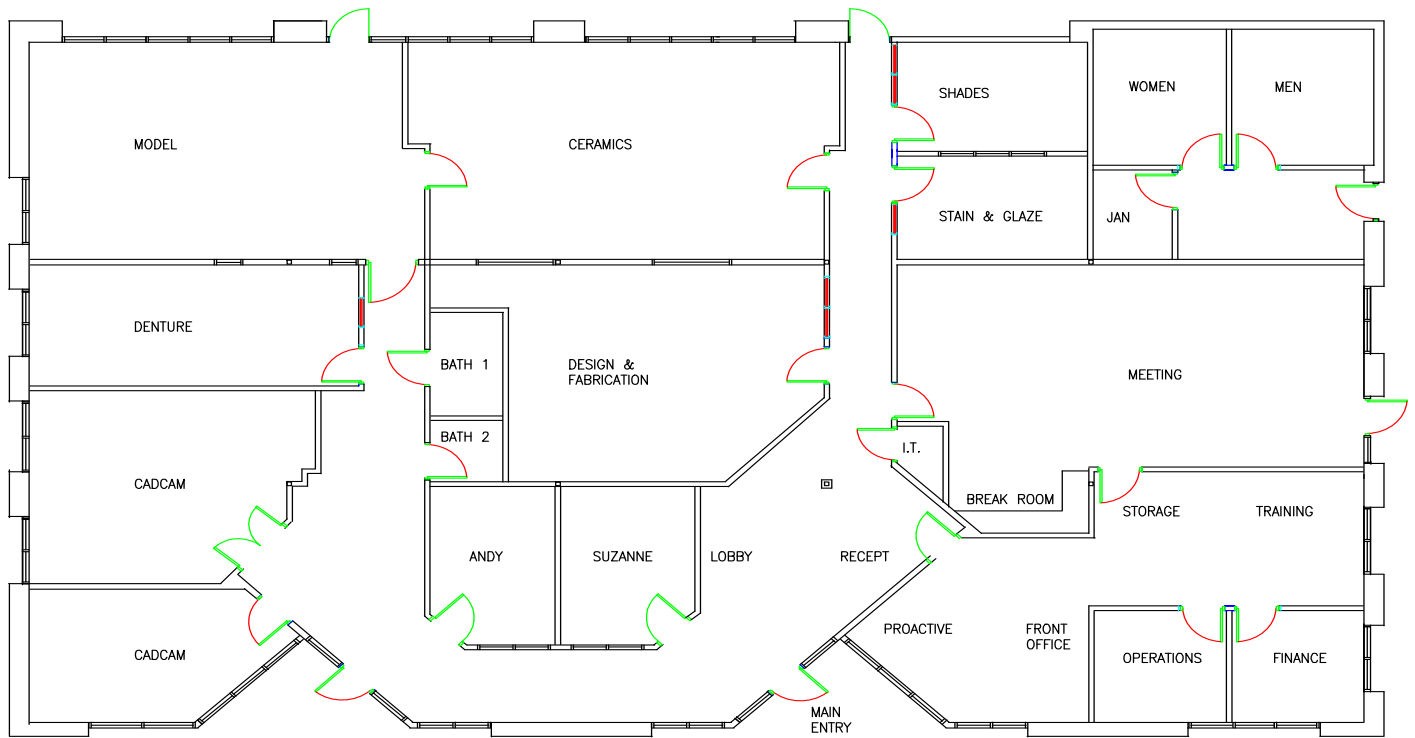 WOMEN
MEN
SHADES
MODEL
CERAMICS
STAIN & GLAZE
JAN
DENTURE
BATH 1
DESIGN &
FABRICATION
MEETING
BATH 2
I.T.
CADCAM
BREAK ROOM
STORAGE
TRAINING
ANDY
SUZANNE
LOBBY
RECEPT
PROACTIVE
FRONT
OFFICE
CADCAM
OPERATIONS
FINANCE
MAIN
ENTRY